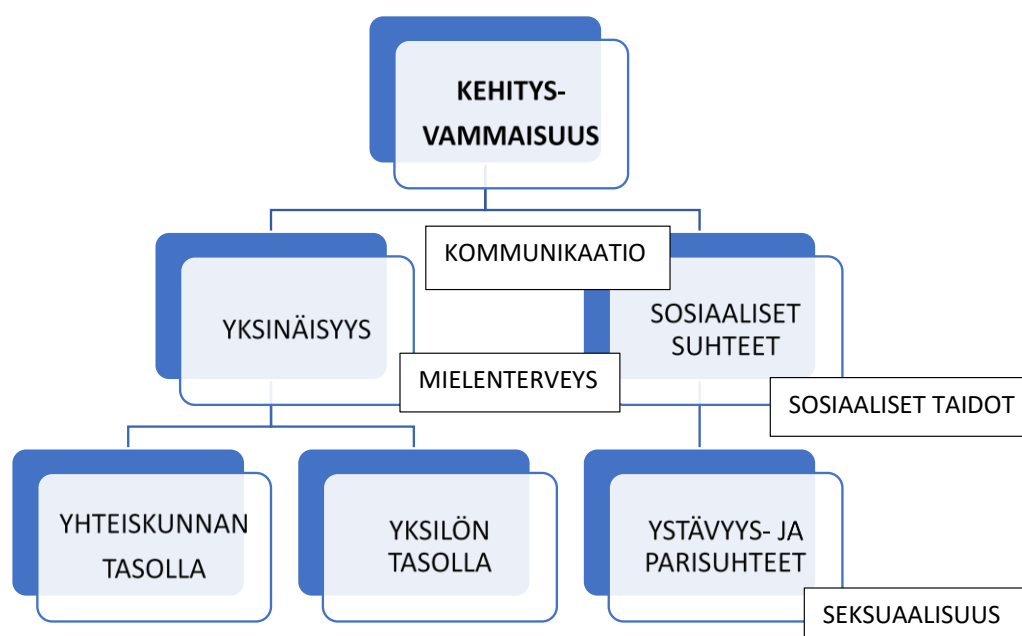 KEHITYS-
VAMMAISUUS
KOMMUNIKAATIO
YKSINÄISYYS
SOSIAALISET
SUHTEET
MIELENTERVEYS
SOSIAALISET TAIDOT
YHTEISKUNNAN
TASOLLA
YKSILÖN
TASOLLA
YSTÄVYYS- JA
PARISUHTEET
SEKSUAALISUUS